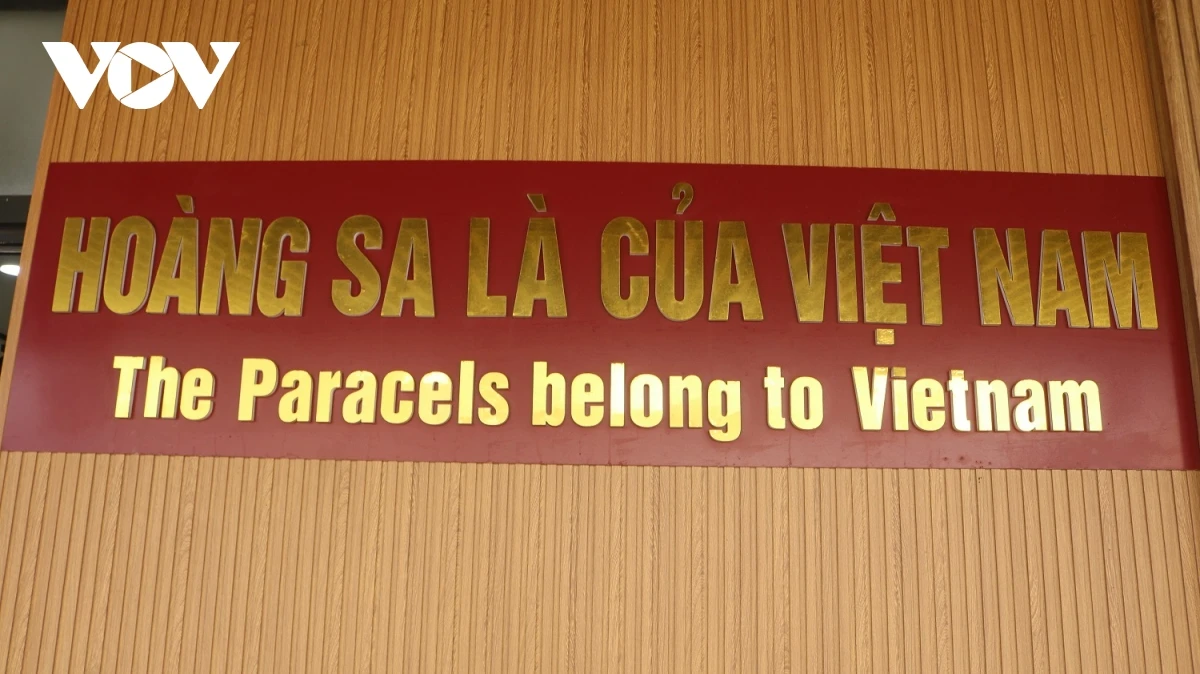 VOV
HOÀNG SA LÀ CỦA VIỆT NAM
The Paracels belong to Vietnam